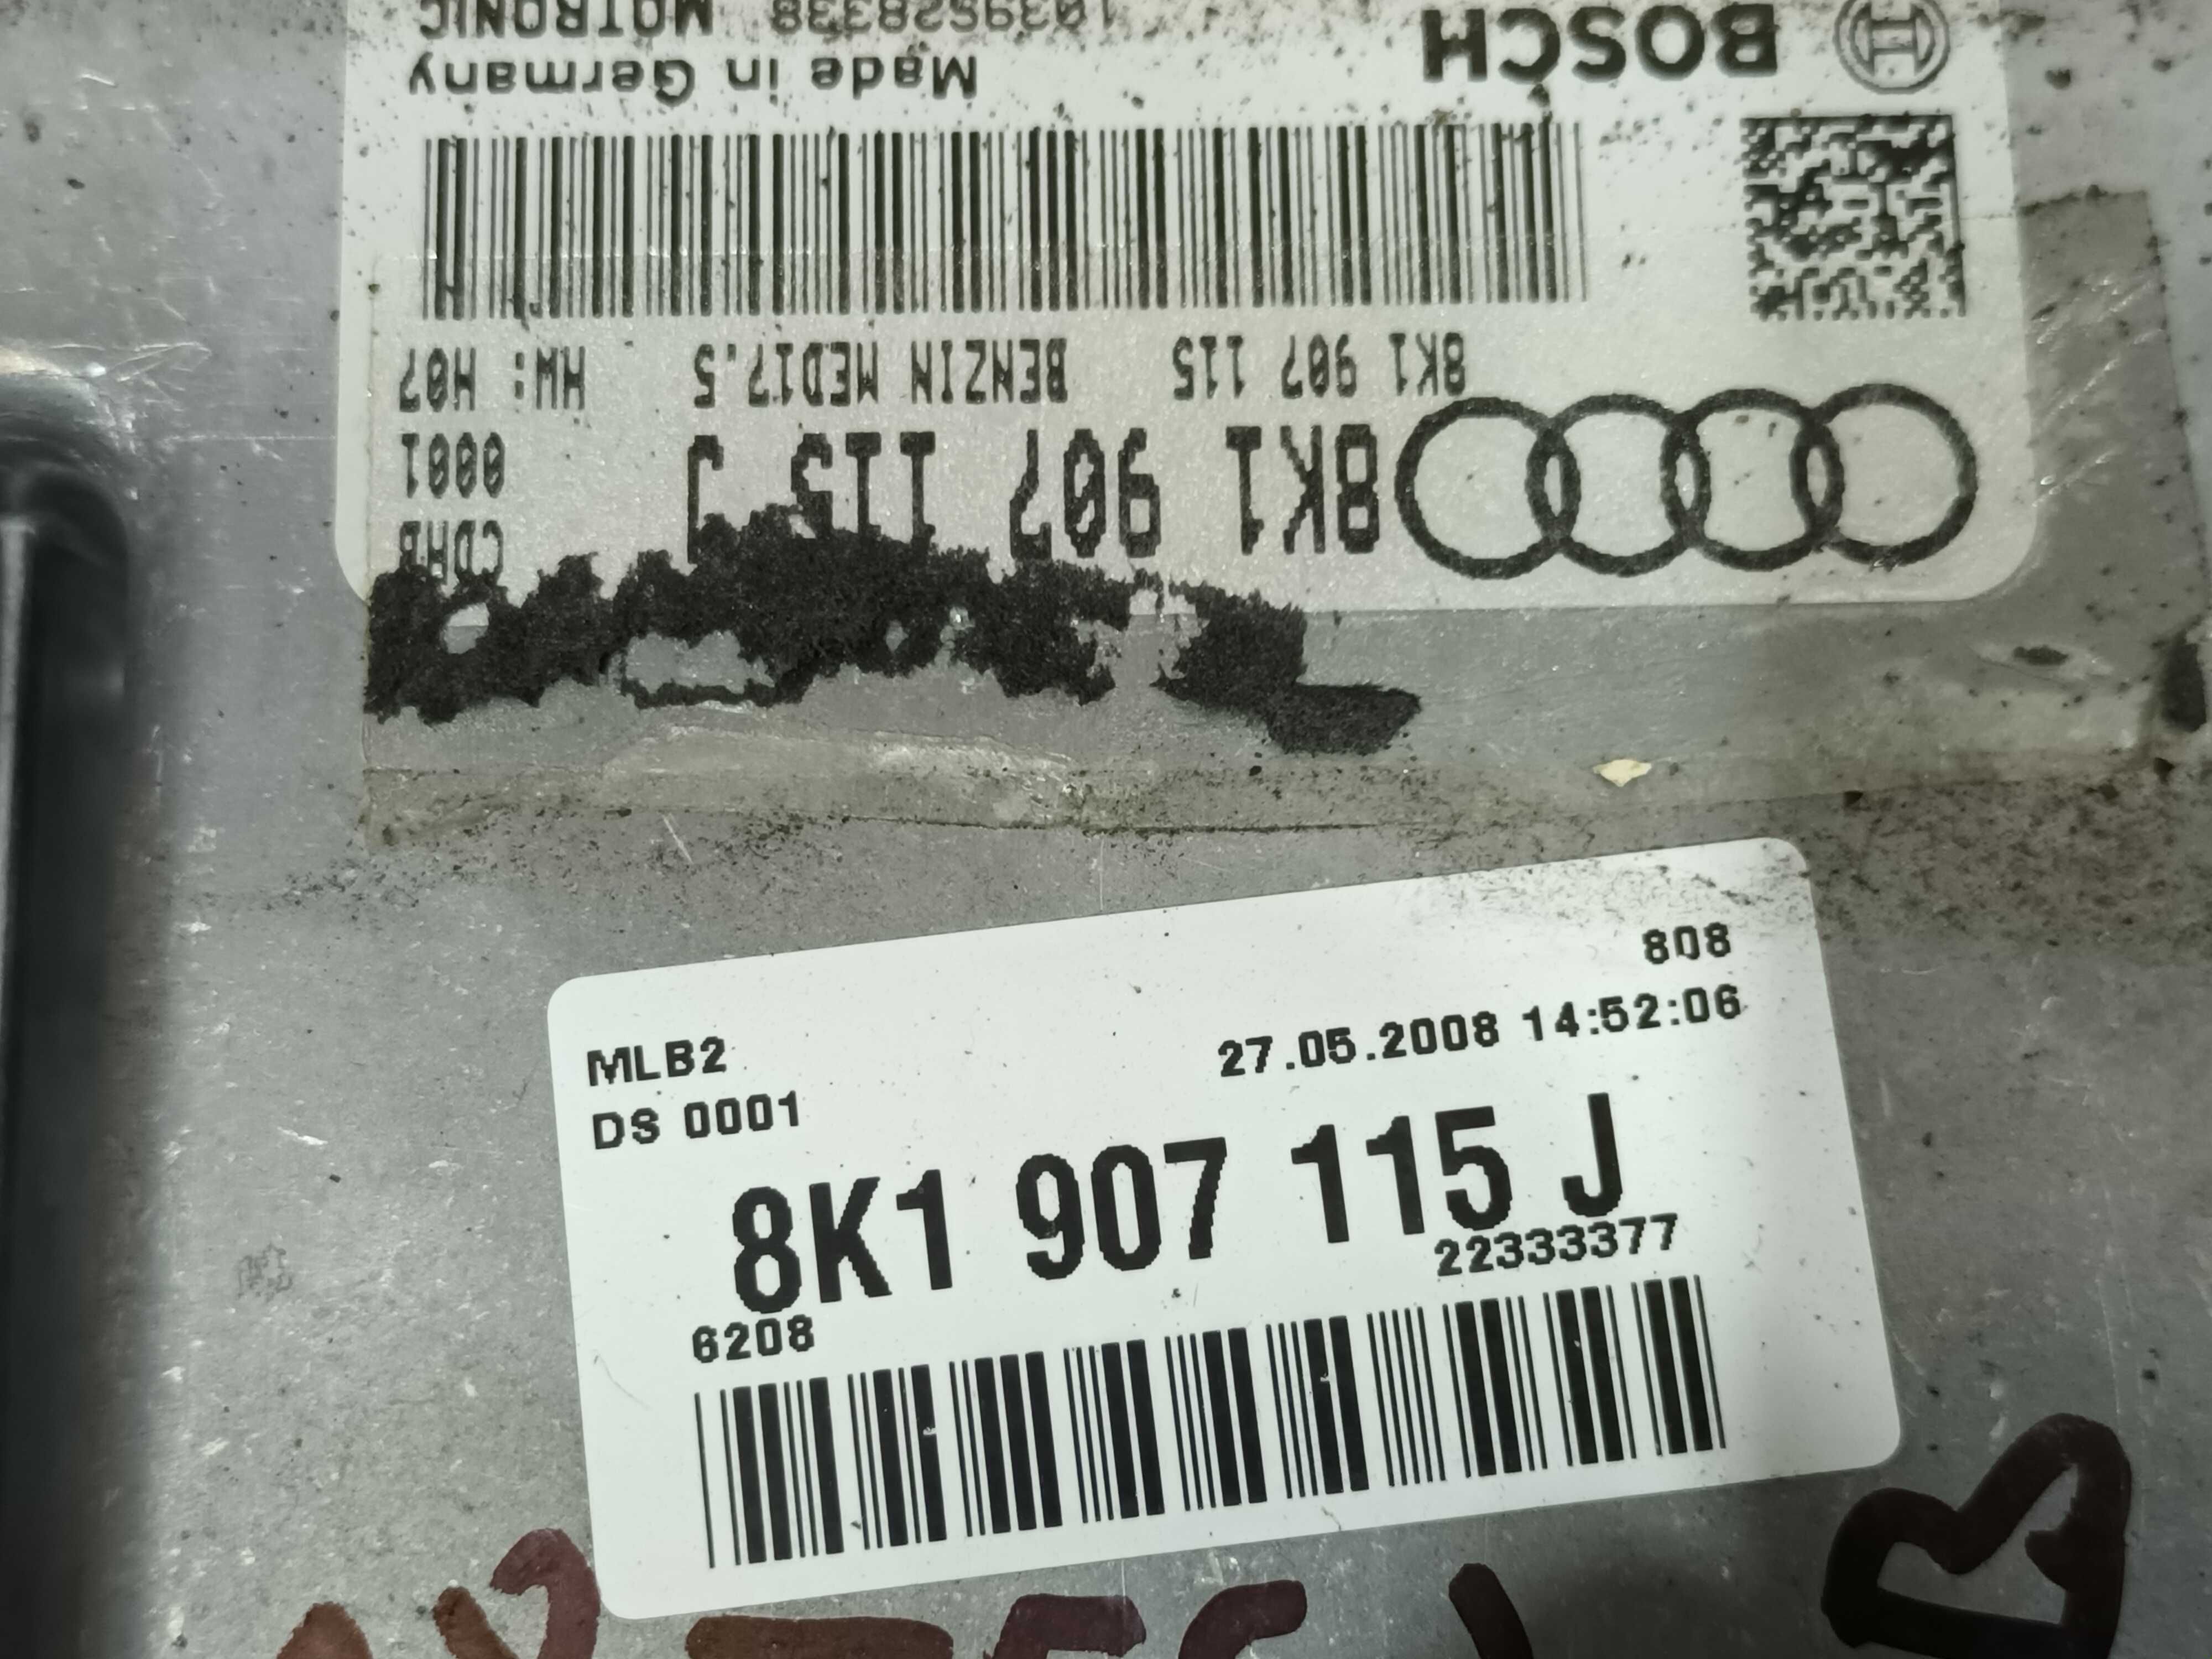 BOSCH
1039S28338 MOTRONIC
Made in Germany
8K1 907 115 BENZIN MED17.5 HW: H07
8K1 907 115 J
0001
CDHB
808
MLB2
27.05.2008 14:52:06
DS 0001
8K1 907 115 J
22333377
6208
B